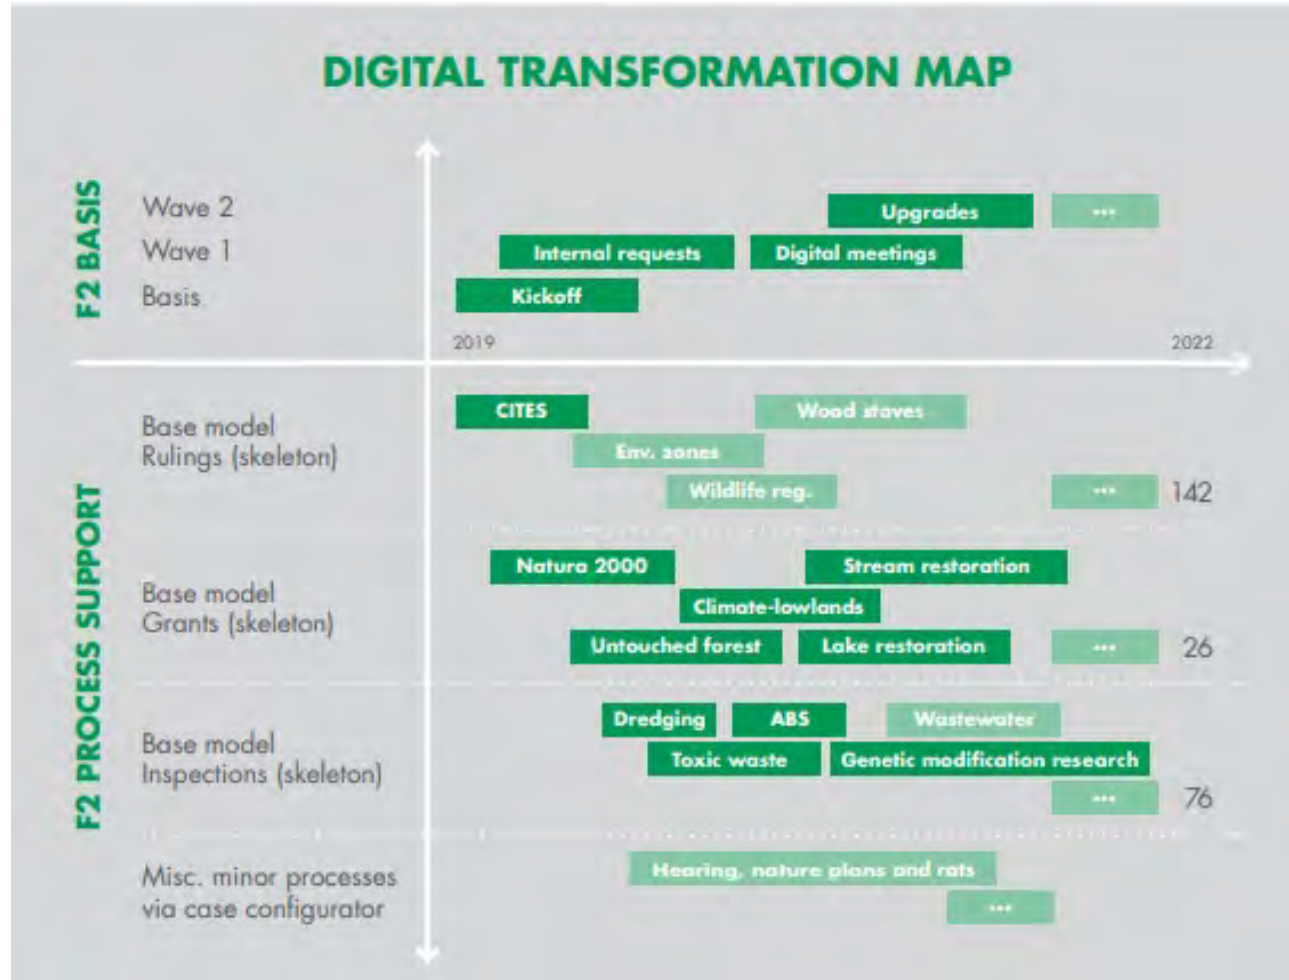 DIGITAL TRANSFORMATION MAP
F2 BASIS
Wave 2
Upgrades
...
Wave 1
Internal requests
Digital meetings
Basis
Kickoff
2019
2022
F2 PROCESS SUPPORT
Base model
Rulings (skeleton)
CITES
Wood stoves
Env. zones
Wildlife reg.
...
142
Base model
Grants (skeleton)
Natura 2000
Stream restoration
Climate-lowlands
Untouched forest
Lake restoration
...
26
Base model
Inspections (skeleton)
Dredging
ABS
Wastewater
Toxic waste
Genetic modification research
...
76
Misc. minor processes
via case configurator
Hearing, nature plans and rats
...